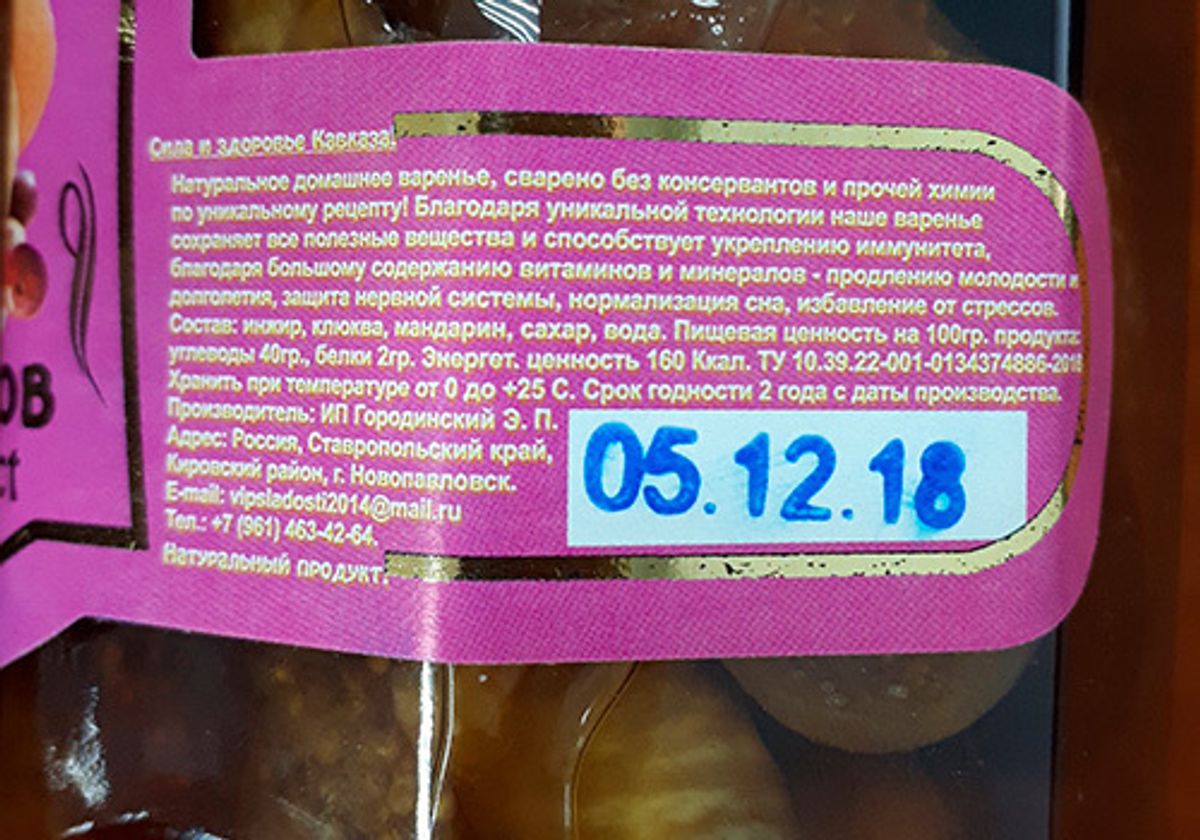 ов
Сила и здоровье Кавказа!
Натуральное домашнее варенье, сварено без консервантов и прочей химии
по уникальному рецепту! Благодаря уникальной технологии наше варенье
сохраняет все полезные вещества и способствует укреплению иммунитета,
благодаря большому содержанию витаминов и минералов - продлению молодости и
долголетия, защита нервной системы, нормализация сна, избавление от стрессов.
Состав: инжир, клюква, мандарин, сахар, вода. Пищевая ценность на 100гр. продукта:
углеводы 40гр., белки 2гр. Энергет. ценность 160 Ккал. ТУ 10.39.22-001-0134374886-2018
Хранить при температуре от 0 до +25 С. Срок годности 2 года с даты производства.
Производитель: ИП Городинский Э. П.
Адрес: Россия, Ставропольский край,
Кировский район, г. Новопавловск.
E-mail: vipsladosti2014@mail.ru
Тел.: +7 (961) 463-42-64.
Натуральный продукт!
05.12.18